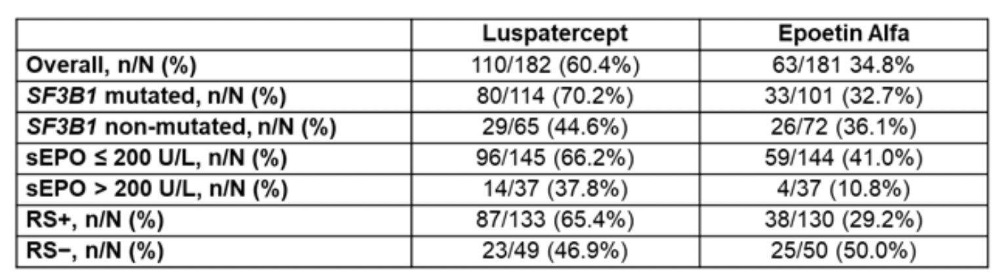 Luspatercept Epoetin Alfa
Overall, n/N (%) 110/182 (60.4%) 63/181 34.8%
SF3B1 mutated, n/N (%) 80/114 (70.2%) 33/101 (32.7%)
SF3B1 non-mutated, n/N (%) 29/65 (44.6%) 26/72 (36.1%)
sEPO ≤ 200 U/L, n/N (%) 96/145 (66.2%) 59/144 (41.0%)
sEPO > 200 U/L, n/N (%) 14/37 (37.8%) 4/37 (10.8%)
RS+, n/N (%) 87/133 (65.4%) 38/130 (29.2%)
RS−, n/N (%) 23/49 (46.9%) 25/50 (50.0%)